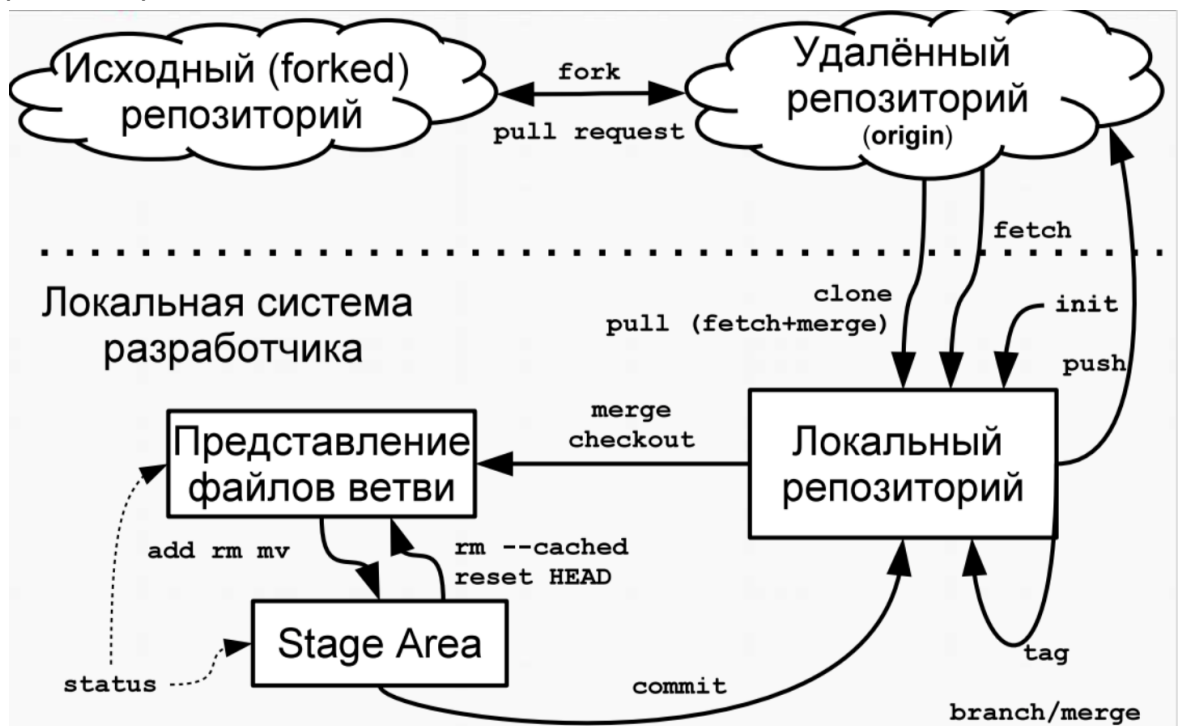 Исходный (forked)
репозиторий
fork
pull request
Удалённый
репозиторий
(origin)
fetch
Локальная система
разработчика
clone
pull (fetch+merge)
init
push
merge
checkout
Представление
файлов ветви
Локальный
репозиторий
add rm mv
rm --cached
reset HEAD
Stage Area
status
commit
tag
branch/merge